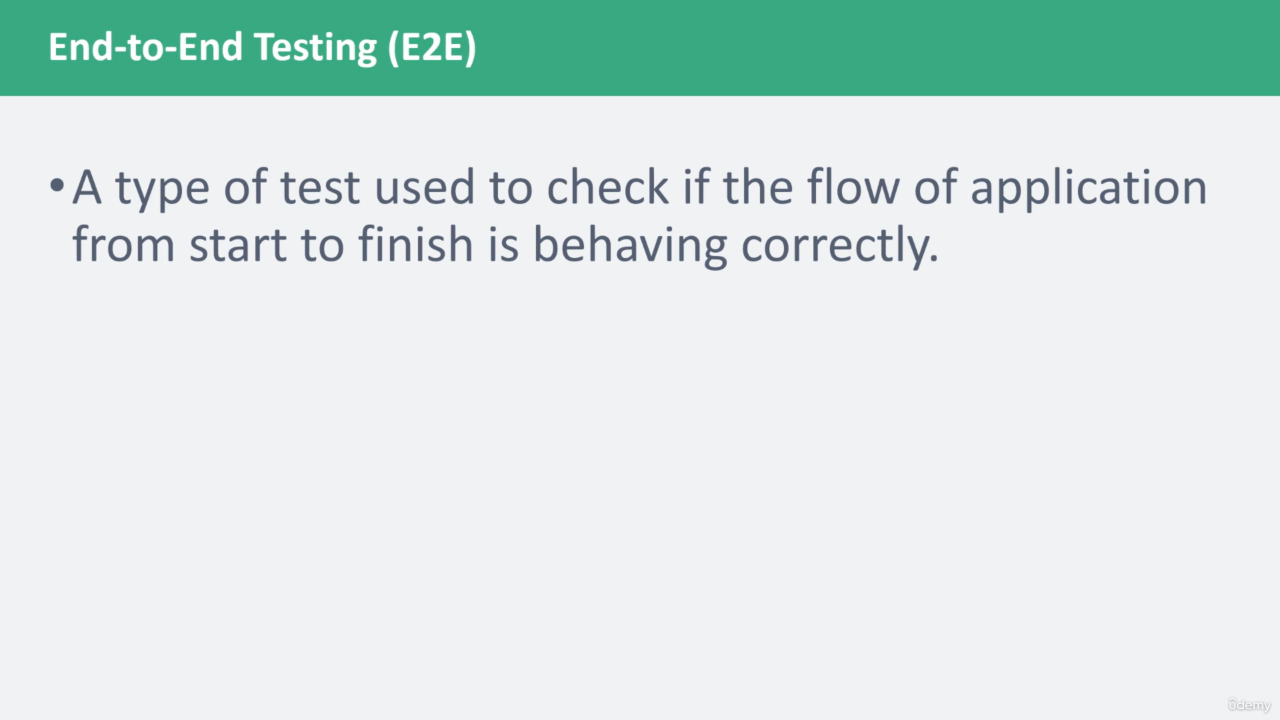 End-to-End Testing (E2E)
•A type of test used to check if the flow of application
from start to finish is behaving correctly.
ûdemy